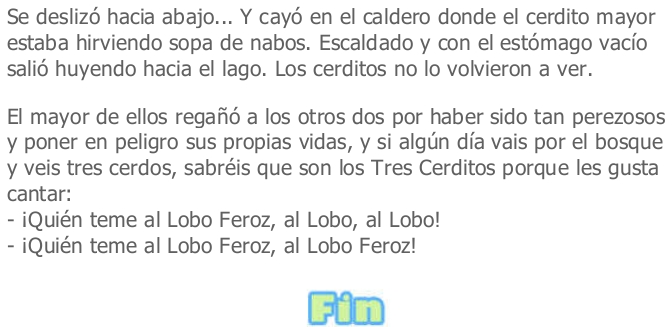 Se deslizó hacia abajo... Y cayó en el caldero donde el cerdito mayor
estaba hirviendo sopa de nabos. Escaldado y con el estómago vacío
salió huyendo hacia el lago. Los cerditos no lo volvieron a ver.
El mayor de ellos regañó a los otros dos por haber sido tan perezosos
y poner en peligro sus propias vidas, y si algún día vais por el bosque
y veis tres cerdos, sabréis que son los Tres Cerditos porque les gusta
cantar:
- ¡Quién teme al Lobo Feroz, al Lobo, al Lobo!
- ¡Quién teme al Lobo Feroz, al Lobo Feroz!
Fin